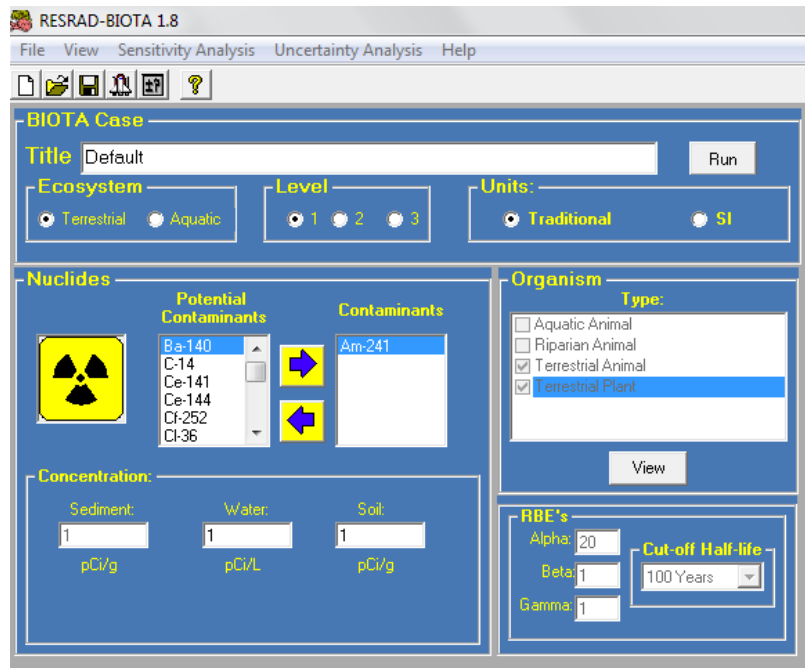 RESRAD-BIOTA 1.8
File View Sensitivity Analysis Uncertainty Analysis Help
BIOTA Case
Title Default Run
Ecosystem Level Units:
Terrestrial Aquatic 1 2 3 Traditional SI
Nuclides
Potential Contaminants
Contaminants
Ba-140
C-14
Ce-141
Ce-144
Cf-252
Cl-36
Am-241
Concentration:
Sediment: Water: Soil:
1 1 1
pCi/g pCi/L pCi/g
Organism
Type:
Aquatic Animal
Riparian Animal
Terrestrial Animal
Terrestrial Plant
View
RBE's
Alpha: 20
Beta: 1
Gamma: 1
Cut-off Half-life
100 Years